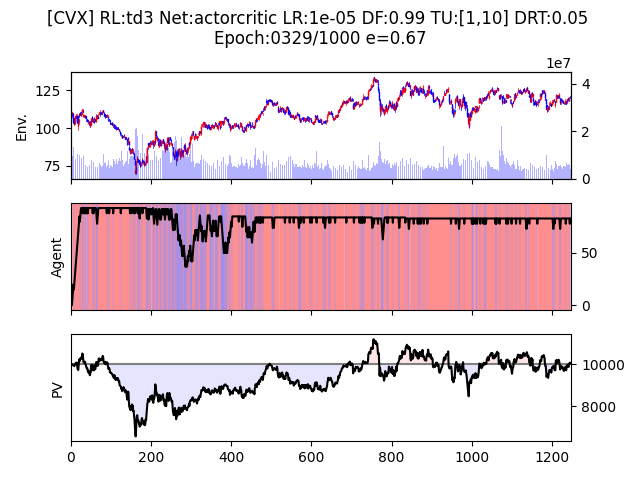 [CVX] RL:td3 Net:actorcritic LR:1e-05 DF:0.99 TU:[1,10] DRT:0.05
Epoch:0329/1000 e=0.67
1e7
125
100
75
Env.
4
2
0
Agent
50
0
PV
10000
8000
0 200 400 600 800 1000 1200